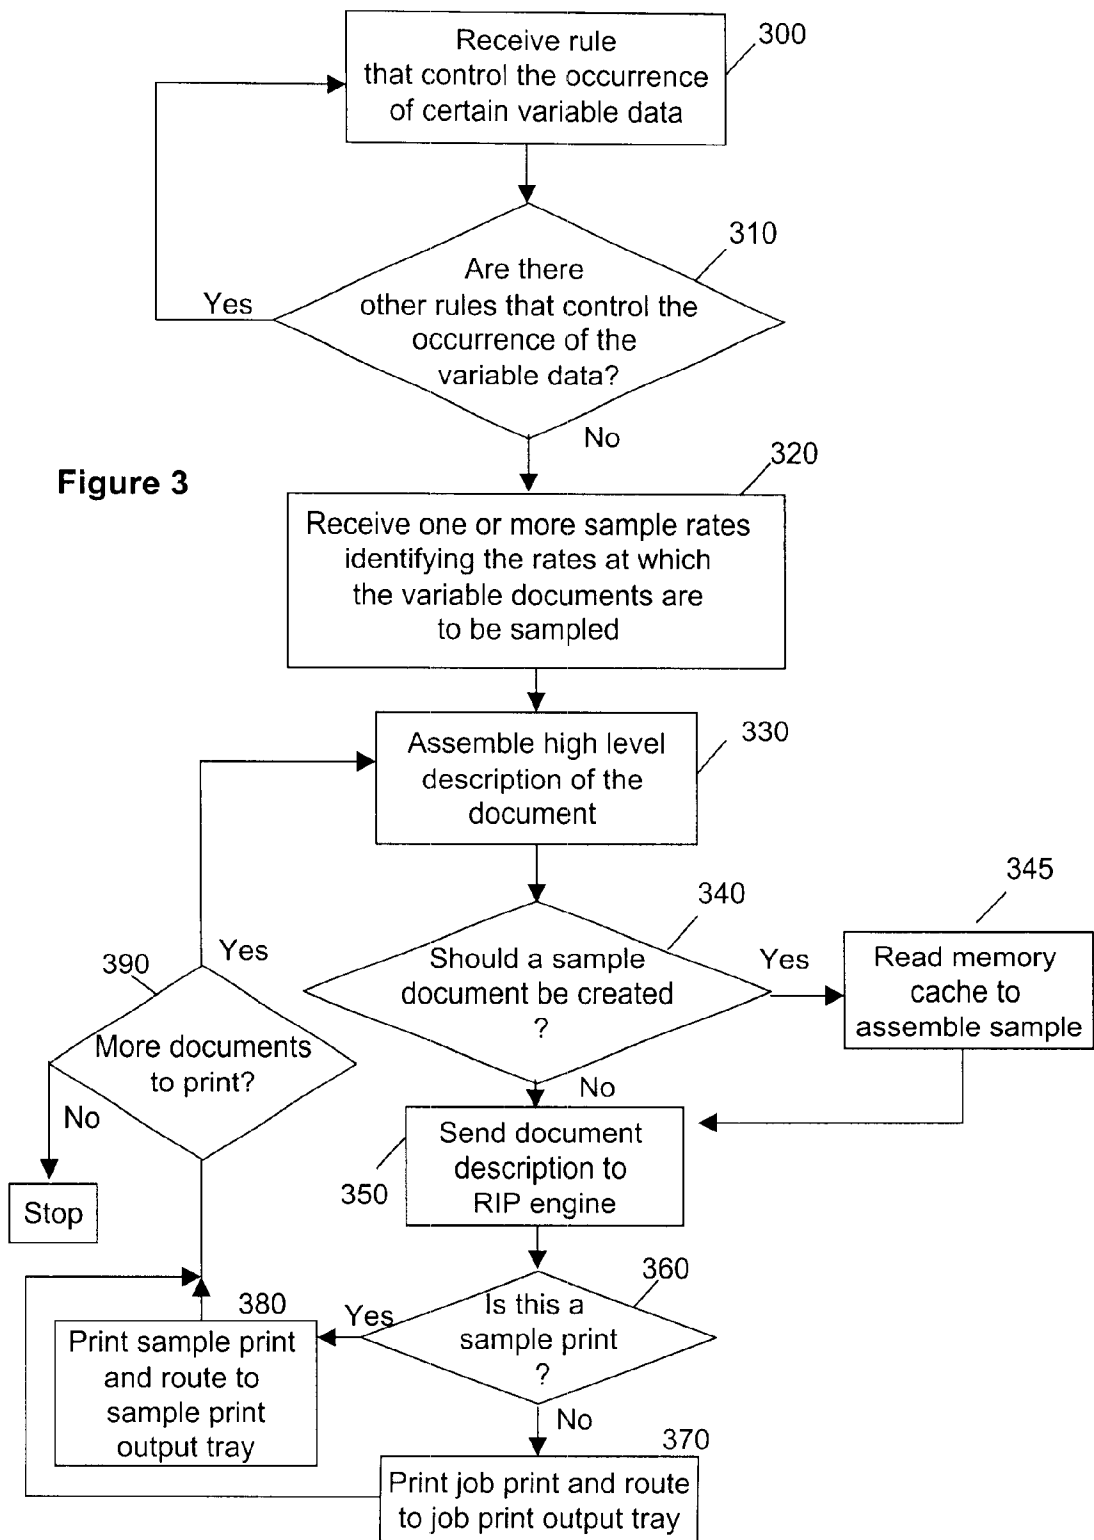 Receive rule
that control the occurrence
of certain variable data
300
310
Are there
other rules that control the
occurrence of the
variable data?
Yes
No
Figure 3
320
Receive one or more sample rates
identifying the rates at which
the variable documents are
to be sampled
330
Assemble high level
description of the
document
340
345
Should a sample
document be created
?
Yes
Read memory
cache to
assemble sample
Yes
390
More documents
to print?
No
No
Stop
Send document
description to
RIP engine
350
360
Is this a
sample print
?
Yes
380
Print sample print
and route to
sample print
output tray
No
370
Print job print and route
to job print output tray